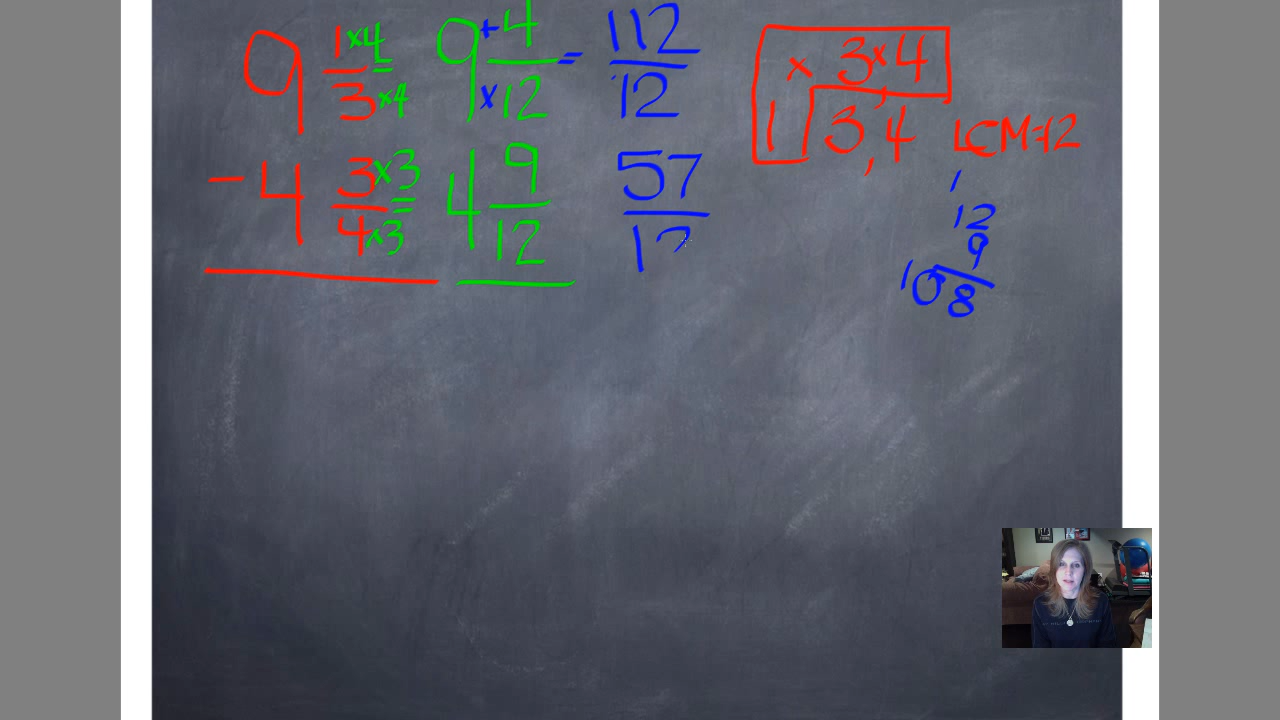 9 1/3 ×4/×4 = 9 + 4/×12 = 112/12
- 4 3/4 ×3/×3 = 4 9/12 57/12
× 3 × 4
1 3, 4 LCM=12
1
12
9
108